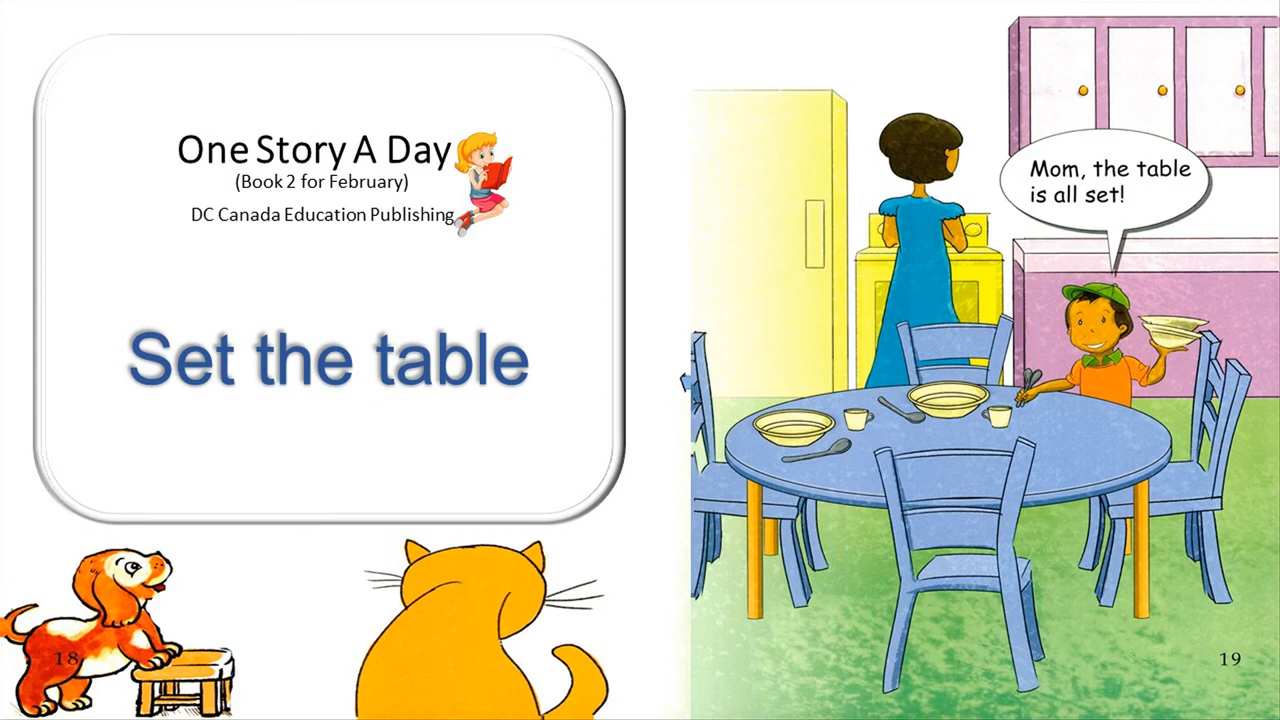 One Story A Day
(Book 2 for February)
DC Canada Education Publishing
Set the table
18
Mom, the table
is all set!
19